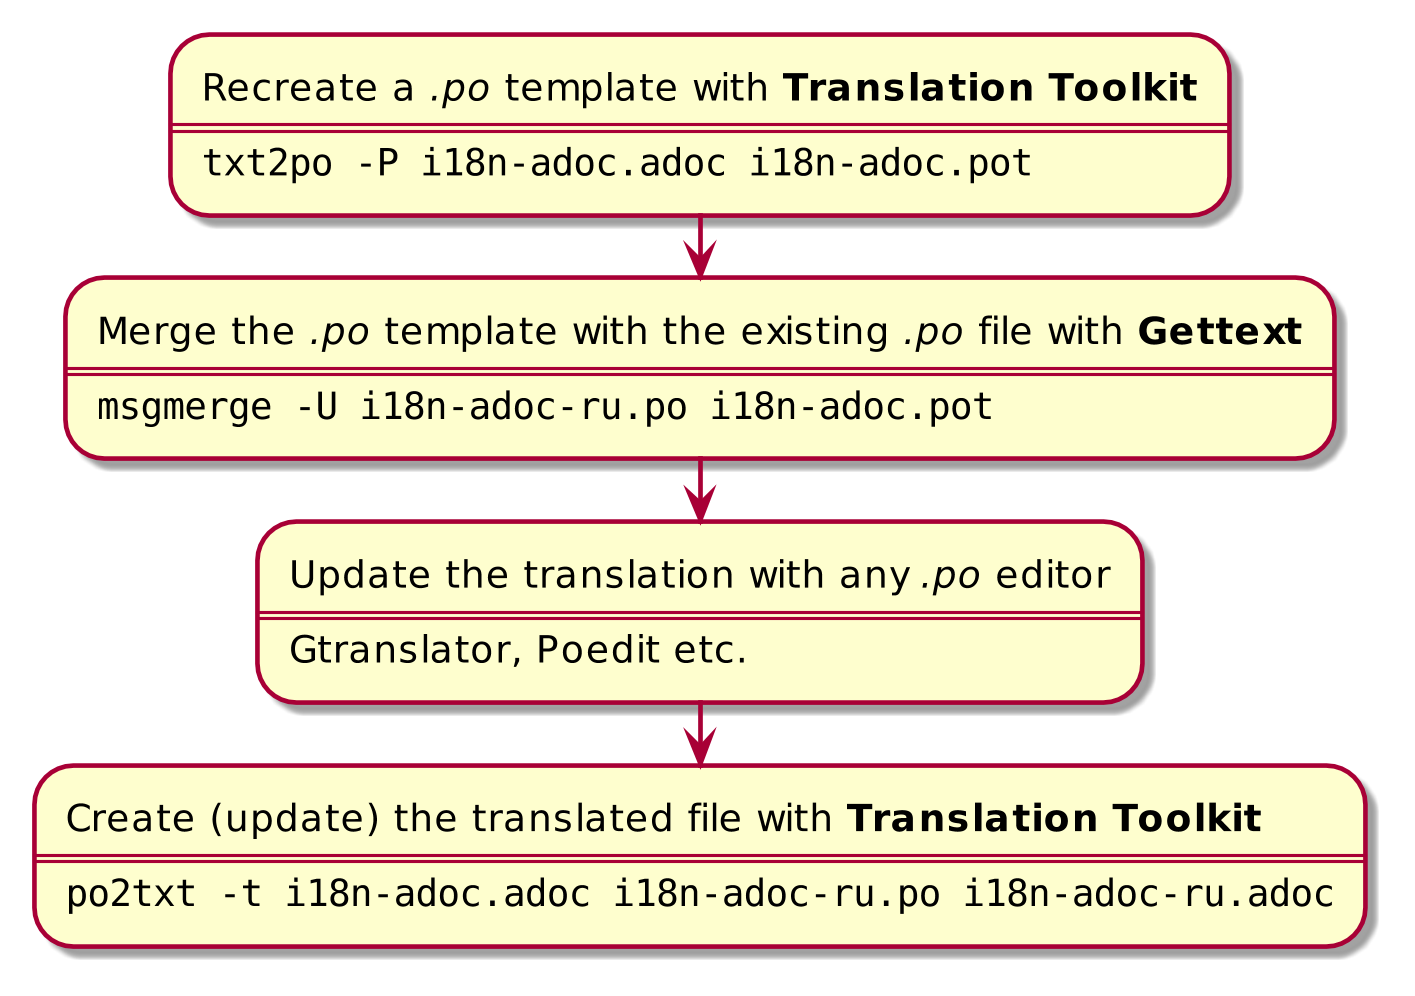 Recreate a .po template with Translation Toolkit
txt2po -P i18n-adoc.adoc i18n-adoc.pot
Merge the .po template with the existing .po file with Gettext
msgmerge -U i18n-adoc-ru.po i18n-adoc.pot
Update the translation with any .po editor
Gtranslator, Poedit etc.
Create (update) the translated file with Translation Toolkit
po2txt -t i18n-adoc.adoc i18n-adoc-ru.po i18n-adoc-ru.adoc